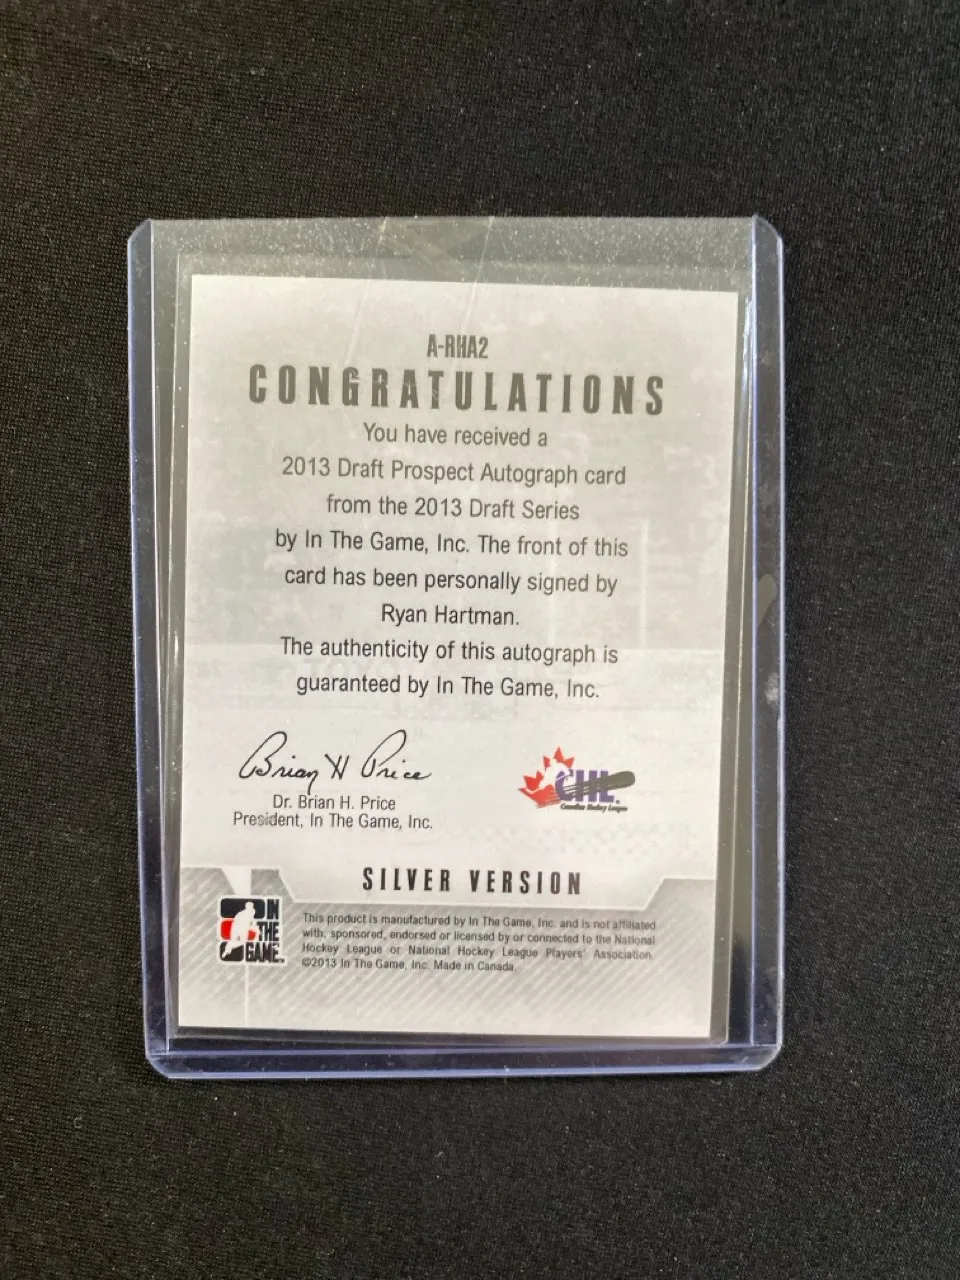 A-RHA2
CONGRATULATIONS
You have received a
2013 Draft Prospect Autograph card
from the 2013 Draft Series
by In The Game, Inc. The front of this
card has been personally signed by
Ryan Hartman.
The authenticity of this autograph is
guaranteed by In The Game, Inc.
Brian H Price
Dr. Brian H. Price
President, In The Game, Inc.
CHL
Canadian Hockey League
SILVER VERSION
IN
THE
GAME
This product is manufactured by In The Game, Inc. and is not affiliated
with, sponsored, endorsed or licensed by or connected to the National
Hockey League or National Hockey League Players' Association.
©2013 In The Game, Inc. Made in Canada.